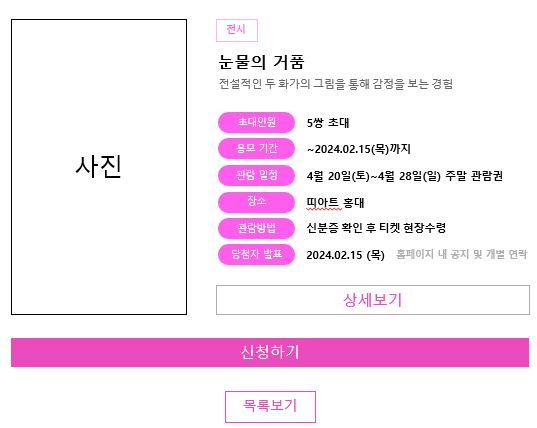 사진
전시
눈물의 거품
전설적인 두 화가의 그림을 통해 감정을 보는 경험
초대인원 5쌍 초대
응모 기간 ~2024.02.15(목)까지
관람 일정 4월 20일(토)~4월 28일(일) 주말 관람권
장소 띠아트 홍대
관람방법 신분증 확인 후 티켓 현장수령
당첨자 발표 2024.02.15 (목) 홈페이지 내 공지 및 개별 연락
상세보기
신청하기
목록보기